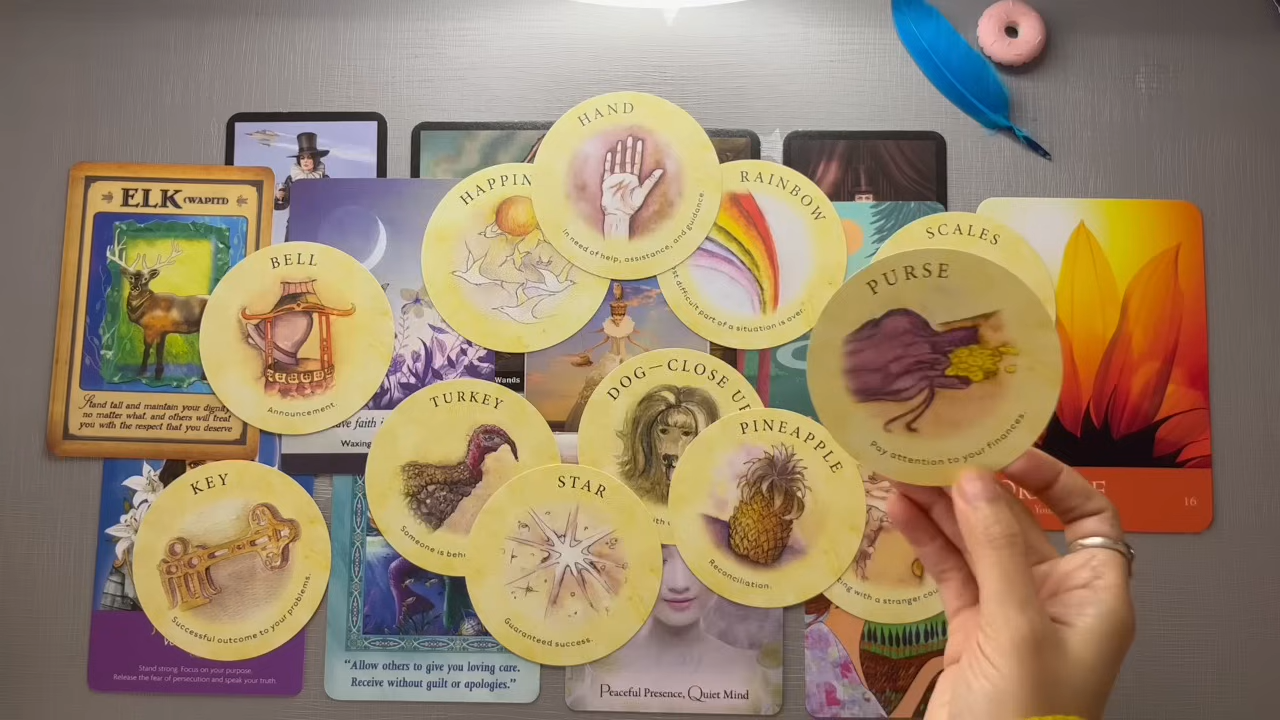 HAND
in need of help, assistance, and guidance.
ELK (WAPITI)
Stand tall and maintain your dignity
no matter what, and others will treat
you with the respect that you deserve
BELL
Announcement.
RAINBOW
difficult part of a situation is over.
SCALES
PURSE
Pay attention to your finances.
Wands
have faith
Waxing
TURKEY
Someone is
DOG—CLOSE UP
with
PINEAPPLE
Reconciliation.
STAR
Guaranteed success.
KEY
Successful outcome to your problems.
with a stranger
16
Stand strong. Focus on your purpose.
Release the fear of persecution and speak your truth.
"Allow others to give you loving care.
Receive without guilt or apologies."
Peaceful Presence, Quiet Mind